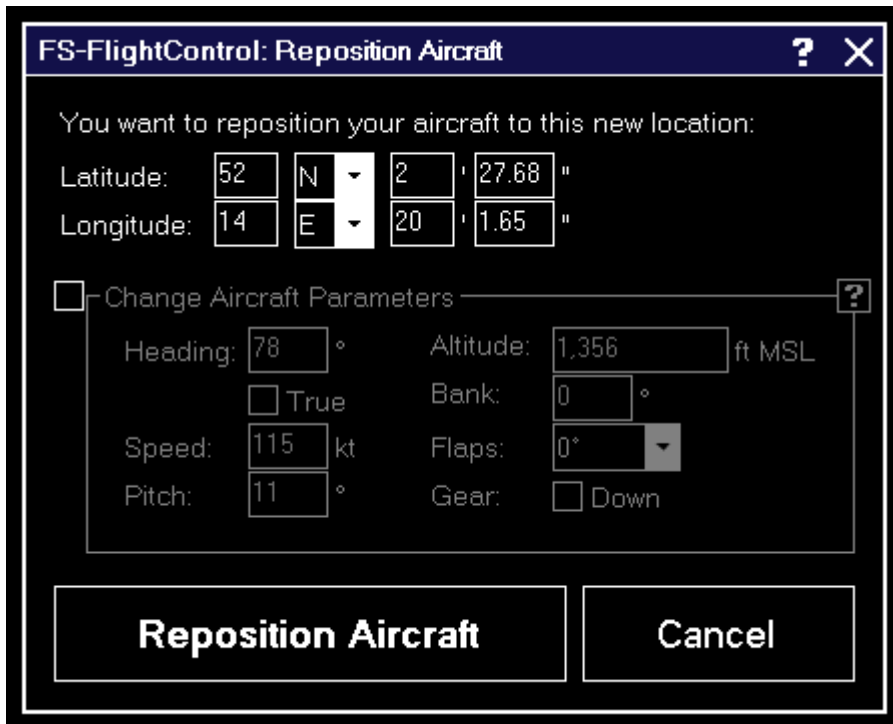 FS-FlightControl: Reposition Aircraft ? X
You want to reposition your aircraft to this new location:
Latitude: 52 N 2 ' 27.68 "
Longitude: 14 E 20 ' 1.65 "
Change Aircraft Parameters ?
Heading: 78 ° Altitude: 1,356 ft MSL
True Bank: 0 °
Speed: 115 kt Flaps: 0°
Pitch: 11 ° Gear: Down
Reposition Aircraft Cancel